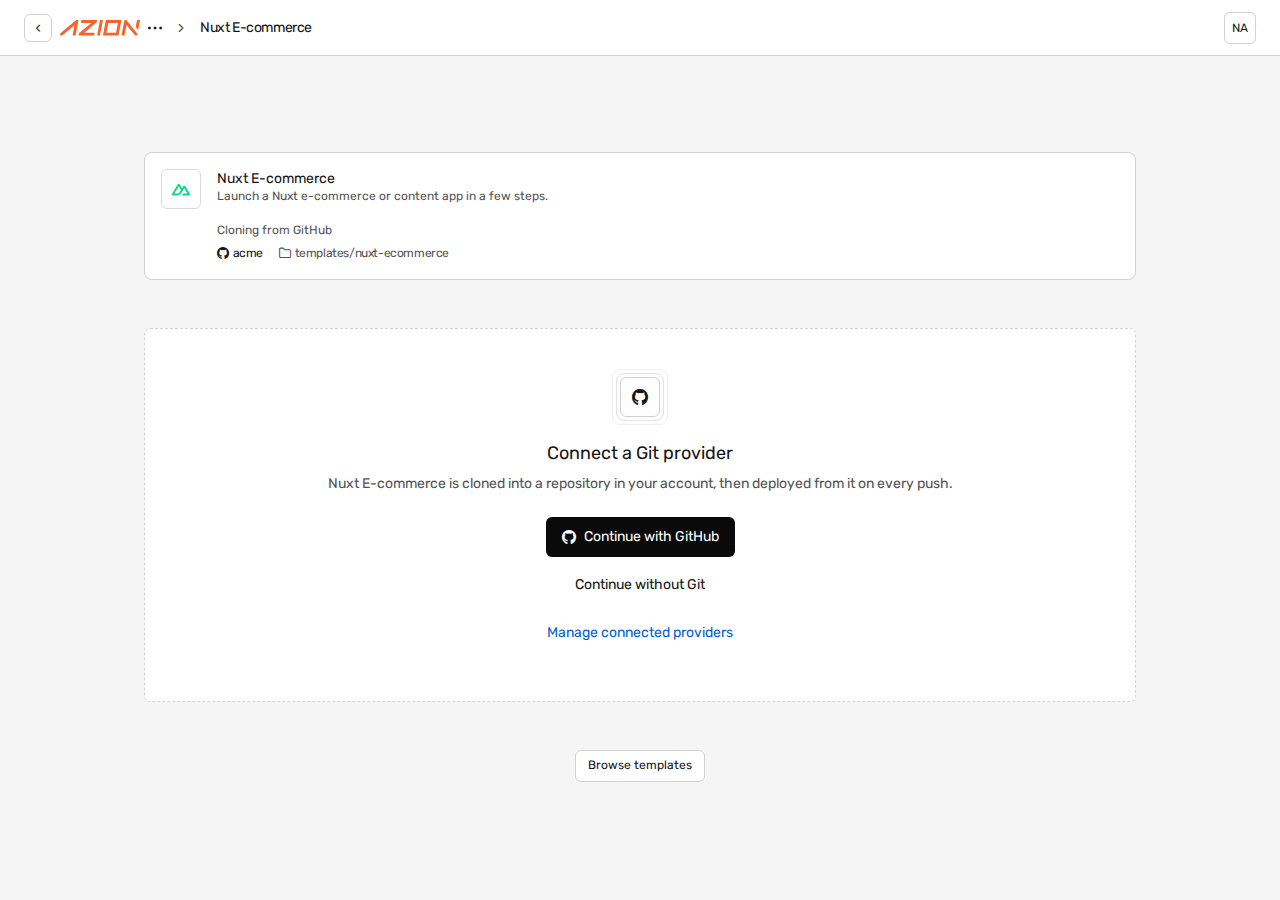 AZION
Nuxt E-commerce
NA
Nuxt E-commerce
Launch a Nuxt e-commerce or content app in a few steps.
Cloning from GitHub
acme templates/nuxt-ecommerce
Connect a Git provider
Nuxt E-commerce is cloned into a repository in your account, then deployed from it on every push.
Continue with GitHub
Continue without Git
Manage connected providers
Browse templates